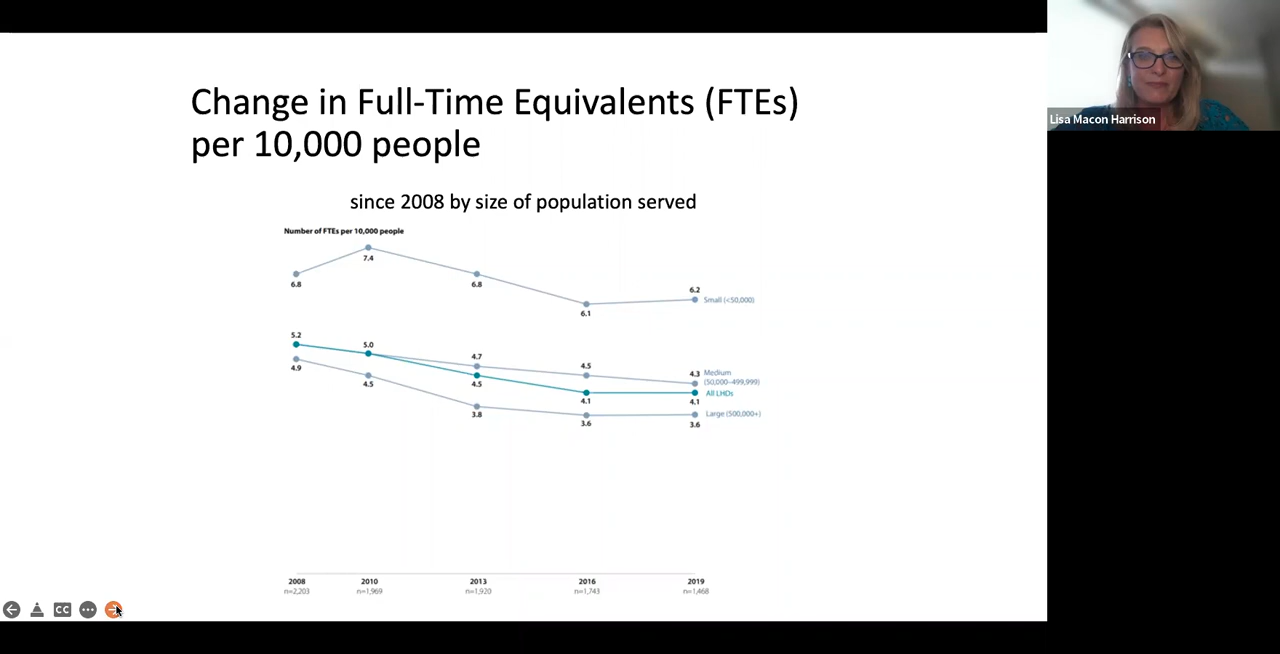 Change in Full-Time Equivalents (FTEs)
per 10,000 people
since 2008 by size of population served
Number of FTEs per 10,000 people
7.4
6.8
6.8
6.1
6.2
Small (<50,000)
5.2
5.0
4.7
4.5
4.3
Medium
(50,000–499,999)
4.5
4.1
4.1
All LHDs
4.9
4.5
3.8
3.6
3.6
Large (500,000+)
2008
2010
2013
2016
2019
n=2,203
n=1,969
n=1,920
n=1,743
n=1,468
CC
Lisa Macon Harrison